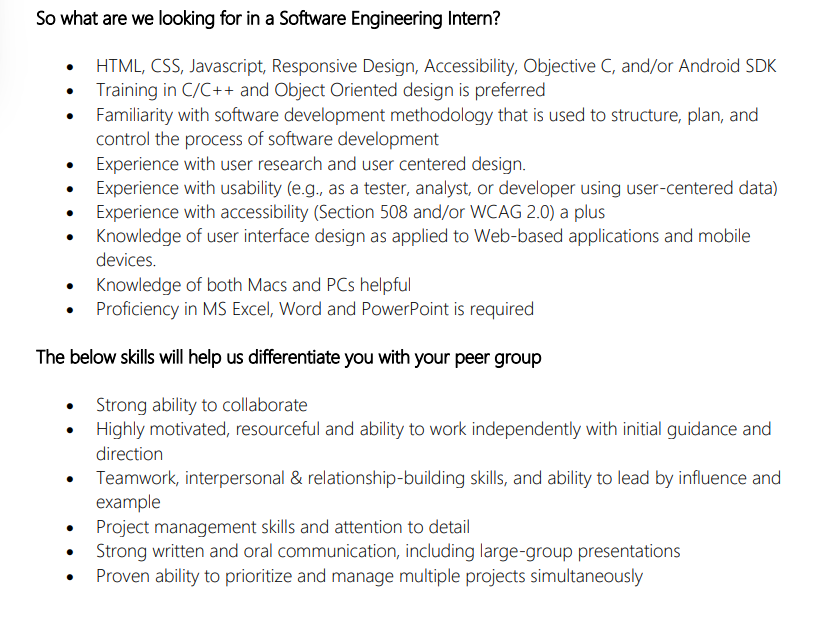 So what are we looking for in a Software Engineering Intern?
• HTML, CSS, Javascript, Responsive Design, Accessibility, Objective C, and/or Android SDK
• Training in C/C++ and Object Oriented design is preferred
• Familiarity with software development methodology that is used to structure, plan, and
control the process of software development
• Experience with user research and user centered design.
• Experience with usability (e.g., as a tester, analyst, or developer using user-centered data)
• Experience with accessibility (Section 508 and/or WCAG 2.0) a plus
• Knowledge of user interface design as applied to Web-based applications and mobile
devices.
• Knowledge of both Macs and PCs helpful
• Proficiency in MS Excel, Word and PowerPoint is required
The below skills will help us differentiate you with your peer group
• Strong ability to collaborate
• Highly motivated, resourceful and ability to work independently with initial guidance and
direction
• Teamwork, interpersonal & relationship-building skills, and ability to lead by influence and
example
• Project management skills and attention to detail
• Strong written and oral communication, including large-group presentations
• Proven ability to prioritize and manage multiple projects simultaneously